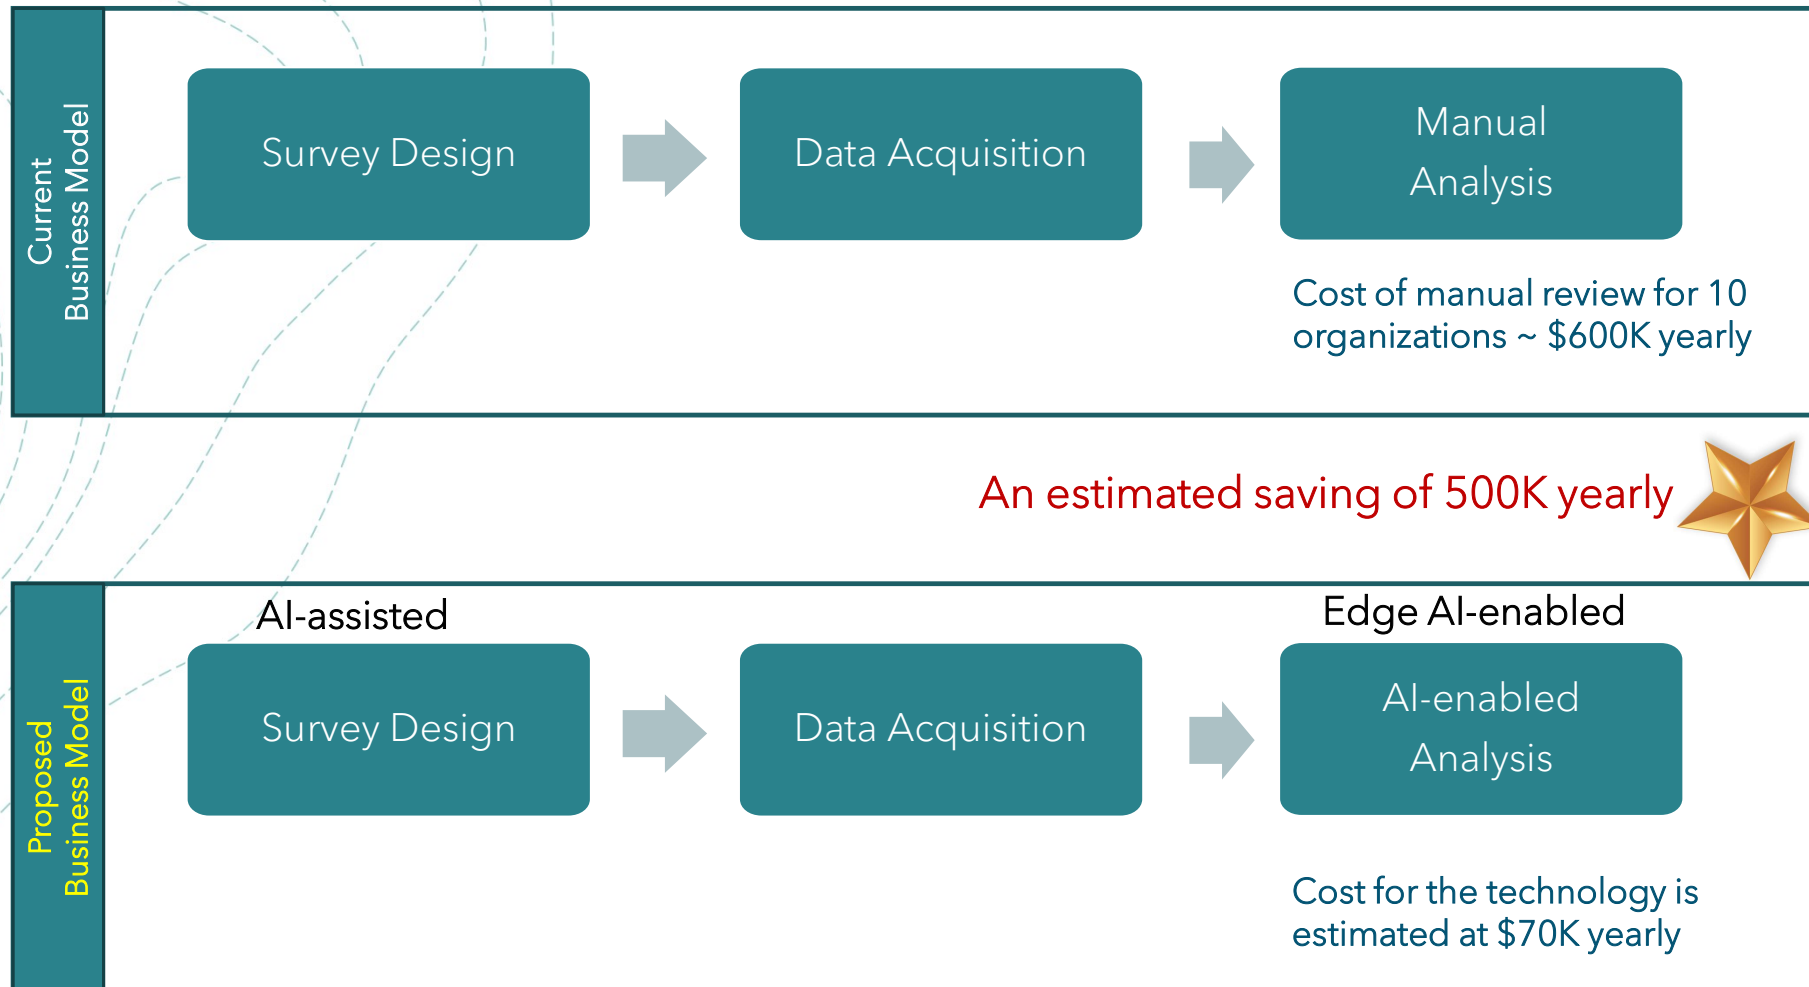 Current
Business Model
Survey Design
Data Acquisition
Manual
Analysis
Cost of manual review for 10
organizations ~ $600K yearly
An estimated saving of 500K yearly
Proposed
Business Model
AI-assisted
Survey Design
Data Acquisition
Edge AI-enabled
AI-enabled
Analysis
Cost for the technology is
estimated at $70K yearly